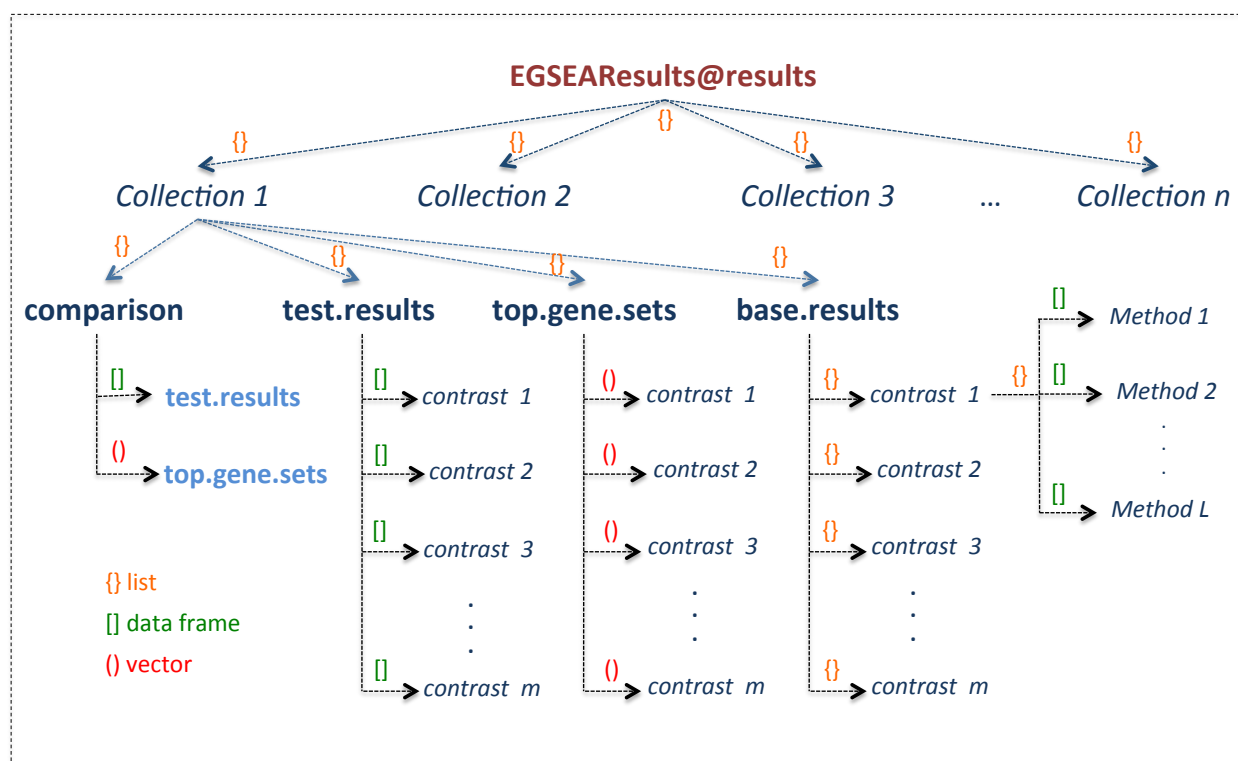 EGSEAResults@results
{} {} {} {} {}
Collection 1 Collection 2 Collection 3 ... Collection n
{} {} {} {}
comparison test.results top.gene.sets base.results
[] Method 1
[] test.results [] contrast 1 () contrast 1 {} contrast 1 {} [] Method 2
() top.gene.sets [] contrast 2 () contrast 2 {} contrast 2
[] Method L
[] contrast 3 () contrast 3 {} contrast 3
{} list
[] data frame
() vector
[] contrast m () contrast m {} contrast m